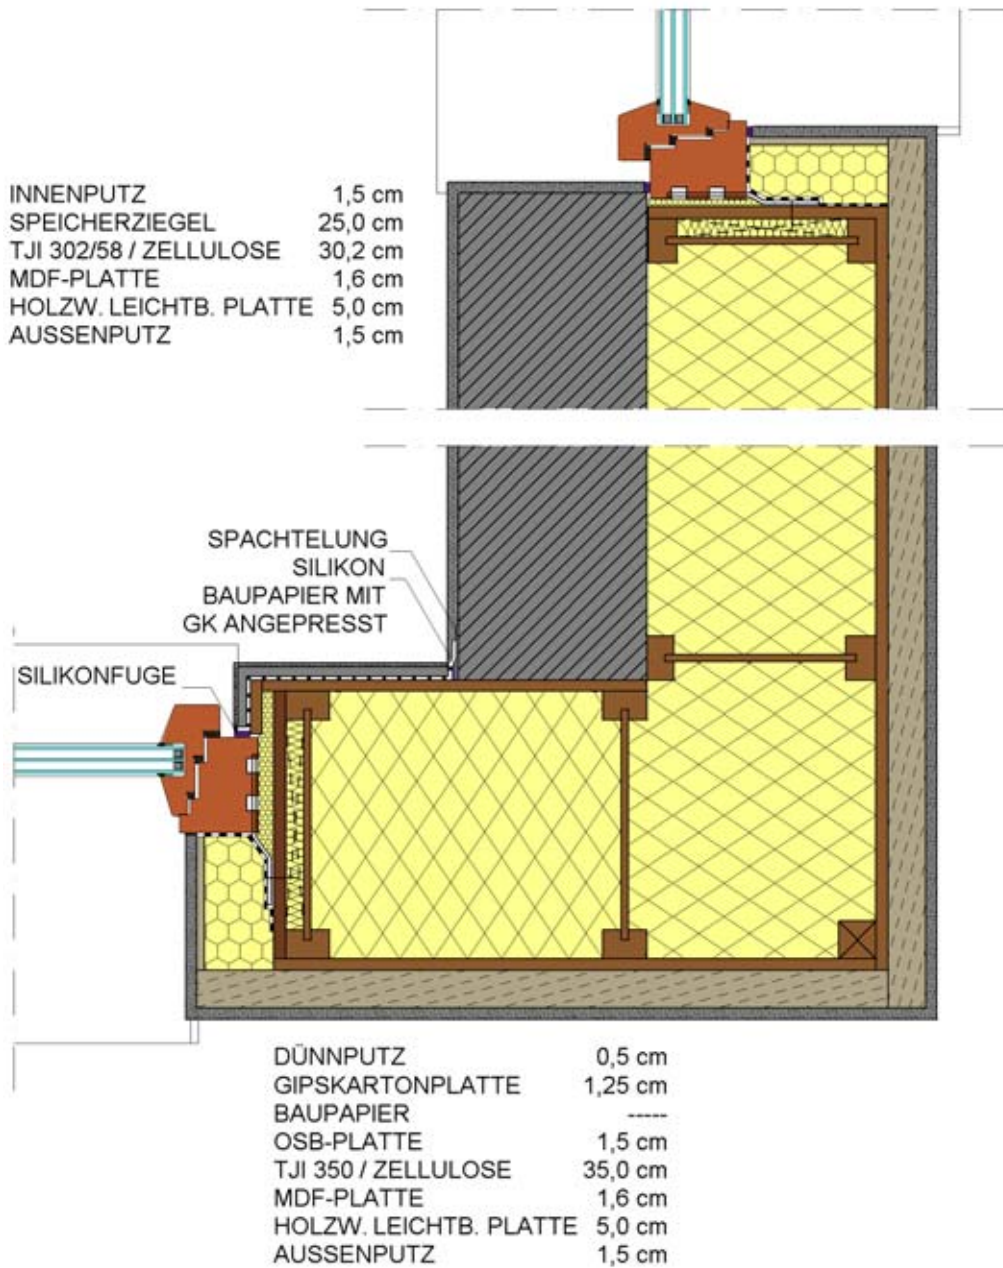 INNENPUTZ 1,5 cm
SPEICHERZIEGEL 25,0 cm
TJI 302/58 / ZELLULOSE 30,2 cm
MDF-PLATTE 1,6 cm
HOLZW. LEICHTB. PLATTE 5,0 cm
AUSSENPUTZ 1,5 cm
SPACHTELUNG
SILIKON
BAUPAPIER MIT
GK ANGEPRESST
SILIKONFUGE
DÜNNPUTZ 0,5 cm
GIPSKARTONPLATTE 1,25 cm
BAUPAPIER -----
OSB-PLATTE 1,5 cm
TJI 350 / ZELLULOSE 35,0 cm
MDF-PLATTE 1,6 cm
HOLZW. LEICHTB. PLATTE 5,0 cm
AUSSENPUTZ 1,5 cm